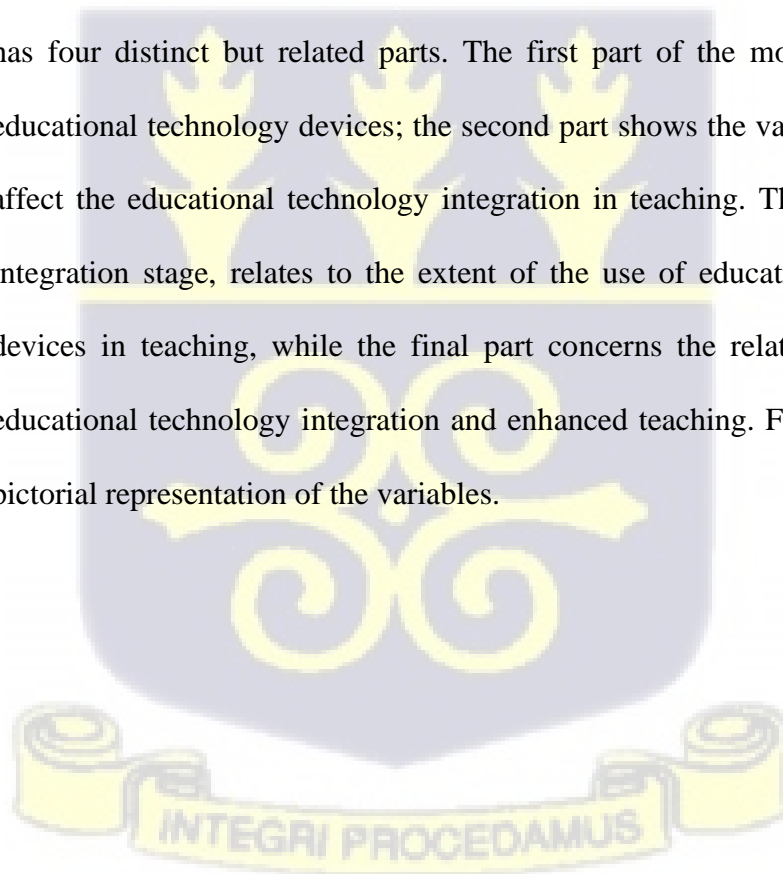 has four distinct but related parts. The first part of the mo
educational technology devices; the second part shows the va
affect the educational technology integration in teaching. Th
integration stage, relates to the extent of the use of educat
devices in teaching, while the final part concerns the relat
educational technology integration and enhanced teaching. F
pictorial representation of the variables.
INTEGRI PROCEDAMUS